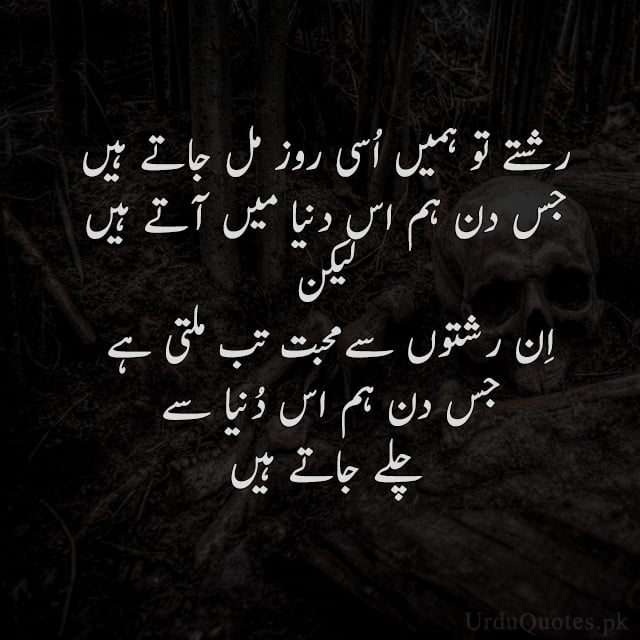 رشتے تو ہمیں اُسی روز مل جاتے ہیں
جس دن ہم اس دنیا میں آتے ہیں
لیکن
اِن رشتوں سے محبت تب ملتی ہے
جس دن ہم اس دُنیا سے
چلے جاتے ہیں
UrduQuotes.pk